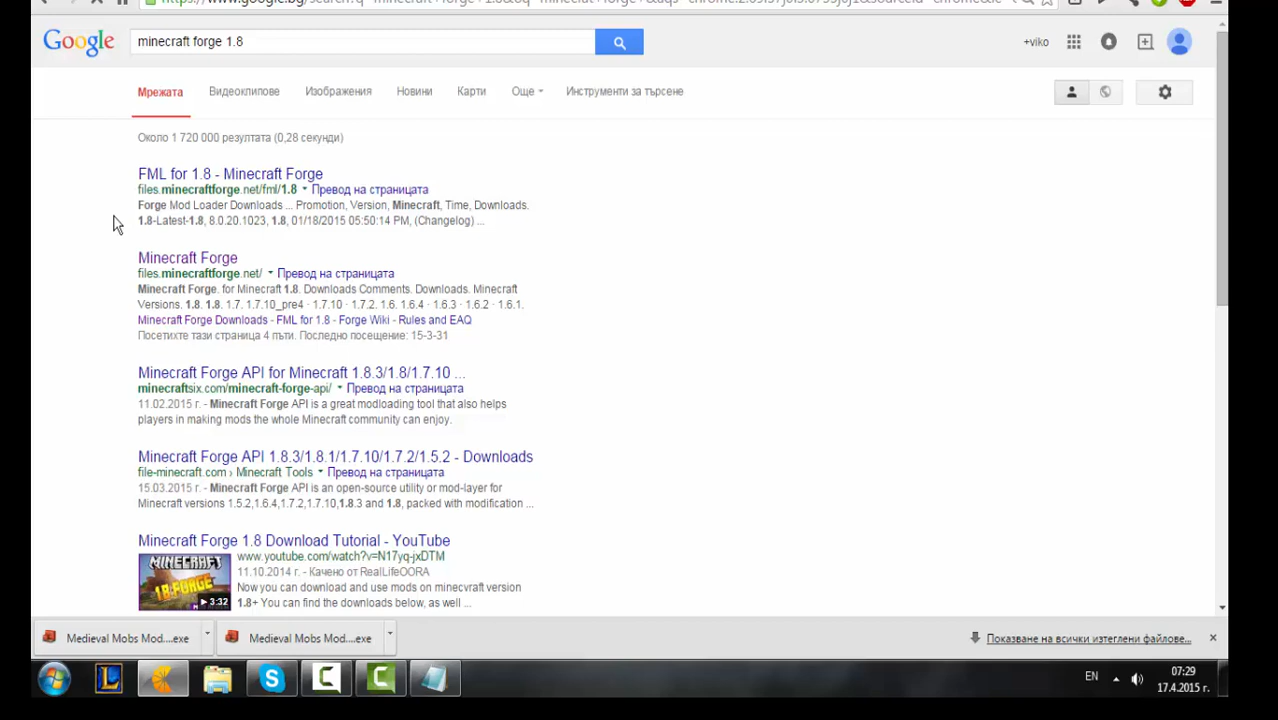 Google
minecraft forge 1.8
+viko
Мрежата Видеоклипове Изображения Новини Карти Още Инструменти за търсене
Около 1 720 000 резултата (0,28 секунди)
FML for 1.8 - Minecraft Forge
files.minecraftforge.net/fml/1.8 Превод на страницата
Forge Mod Loader Downloads ... Promotion, Version, Minecraft, Time, Downloads.
1.8-Latest-1.8, 8.0.20.1023, 1.8, 01/18/2015 05:50:14 PM, (Changelog) ...
Minecraft Forge
files.minecraftforge.net/ Превод на страницата
Minecraft Forge. for Minecraft 1.8. Downloads Comments. Downloads. Minecraft
Versions. 1.8. 1.8. 1.7. 1.7.10_pre4 · 1.7.10 · 1.7.2. 1.6. 1.6.4 · 1.6.3 · 1.6.2 · 1.6.1.
Minecraft Forge Downloads - FML for 1.8 - Forge Wiki - Rules and EAQ
Посетихте тази страница 4 пъти. Последно посещение: 15-3-31
Minecraft Forge API for Minecraft 1.8.3/1.8/1.7.10 ...
minecraftsix.com/minecraft-forge-api/ Превод на страницата
11.02.2015 г. - Minecraft Forge API is a great modloading tool that also helps
players in making mods the whole Minecraft community can enjoy.
Minecraft Forge API 1.8.3/1.8.1/1.7.10/1.7.2/1.5.2 - Downloads
file-minecraft.com › Minecraft Tools Превод на страницата
15.03.2015 г. - Minecraft Forge API is an open-source utility or mod-layer for
Minecraft versions 1.5.2,1.6.4,1.7.2,1.7.10,1.8.3 and 1.8, packed with modification ...
Minecraft Forge 1.8 Download Tutorial - YouTube
MINECRAFT
1.8 FORGE
3:32
www.youtube.com/watch?v=N17yq-jxDTM
11.10.2014 г. - Качено от RealLifeOORA
Now you can download and use mods on minecvraft version
1.8+ You can find the downloads below, as well ...
Medieval Mobs Mod....exe Medieval Mobs Mod....exe Показване на всички изтеглени файлове...
EN 07:29
17.4.2015 г.